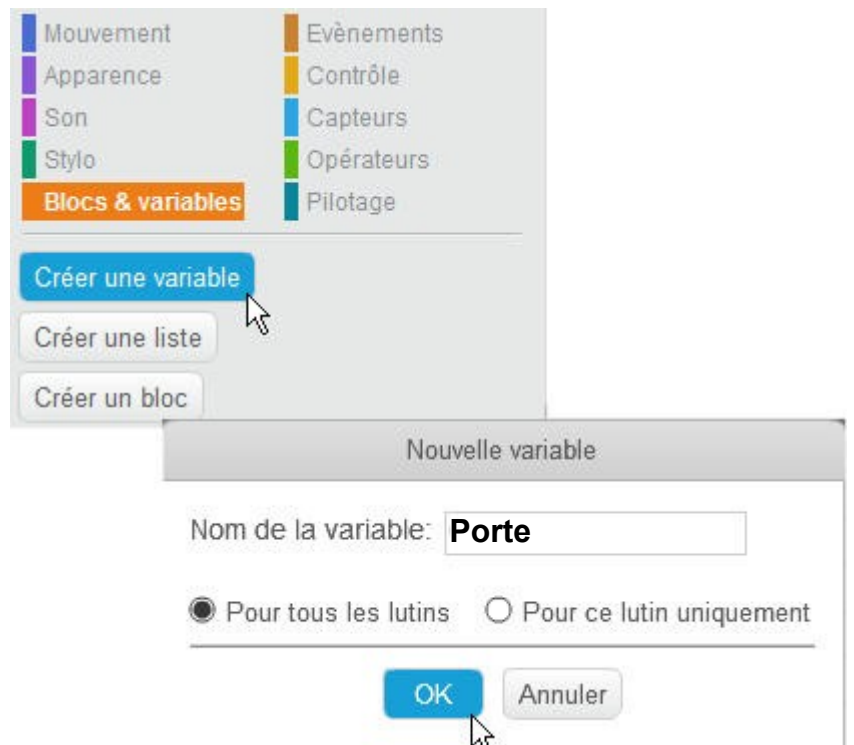 Mouvement
Evènements
Apparence
Contrôle
Son
Capteurs
Stylo
Opérateurs
Blocs & variables
Pilotage
Créer une variable
Créer une liste
Créer un bloc
Nouvelle variable
Nom de la variable: Porte
Pour tous les lutins
Pour ce lutin uniquement
OK
Annuler